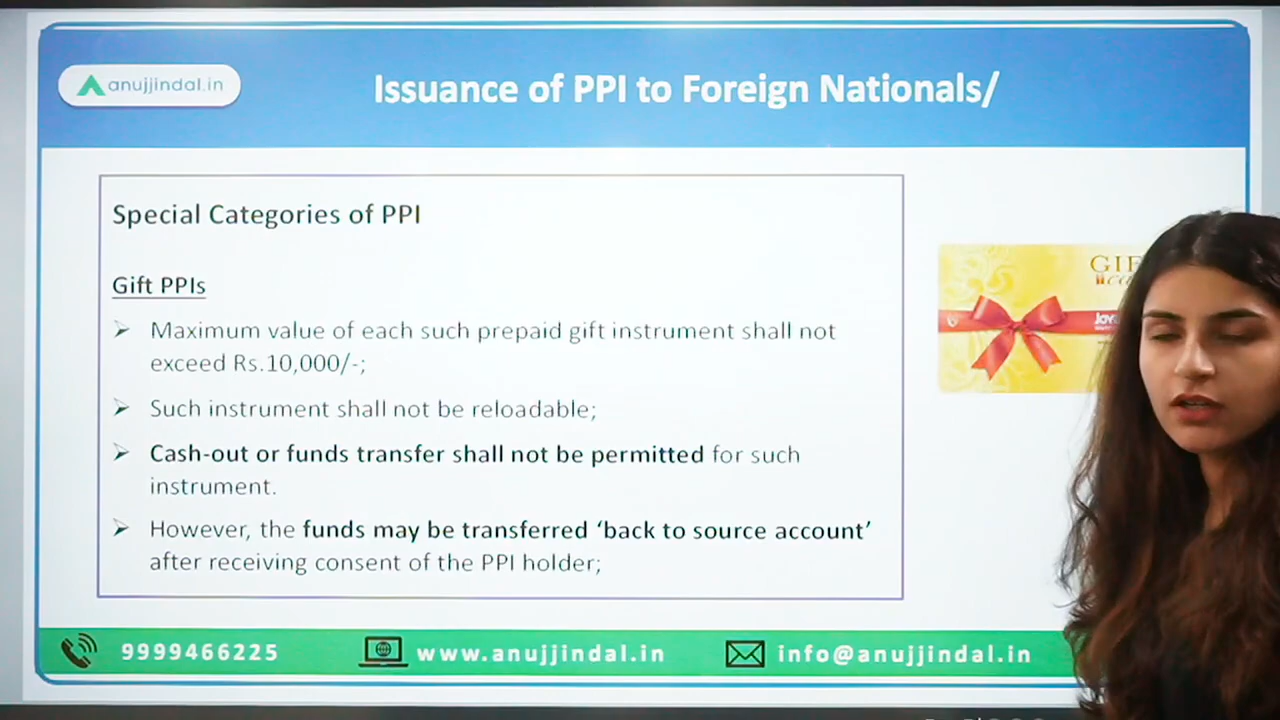 anujjindal.in
Issuance of PPI to Foreign Nationals/
Special Categories of PPI
Gift PPIs
Maximum value of each such prepaid gift instrument shall not
exceed Rs.10,000/-;
Such instrument shall not be reloadable;
Cash-out or funds transfer shall not be permitted for such
instrument.
However, the funds may be transferred ‘back to source account’
after receiving consent of the PPI holder;
9999466225
www.anujjindal.in
info@anujjindal.in